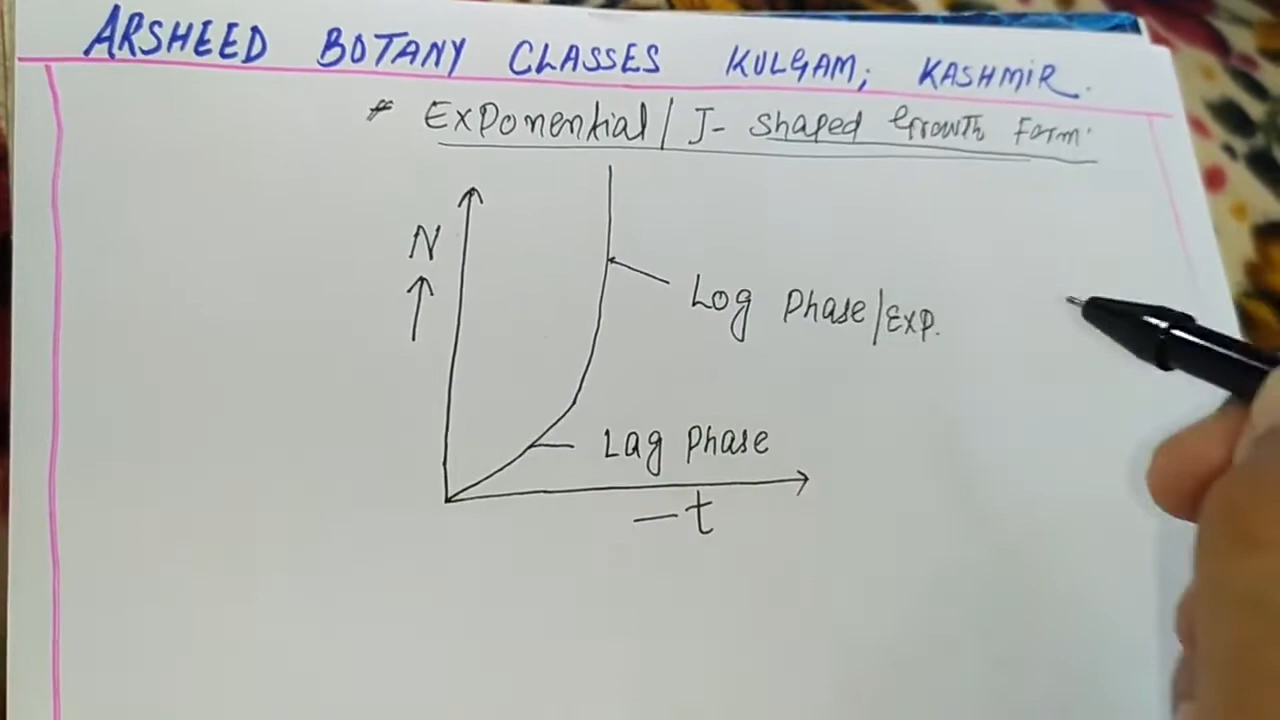 ARSHEED BOTANY CLASSES KULGAM; KASHMIR.
* Exponential / J- shaped Growth Form
N
Log Phase/Exp.
Lag Phase
t